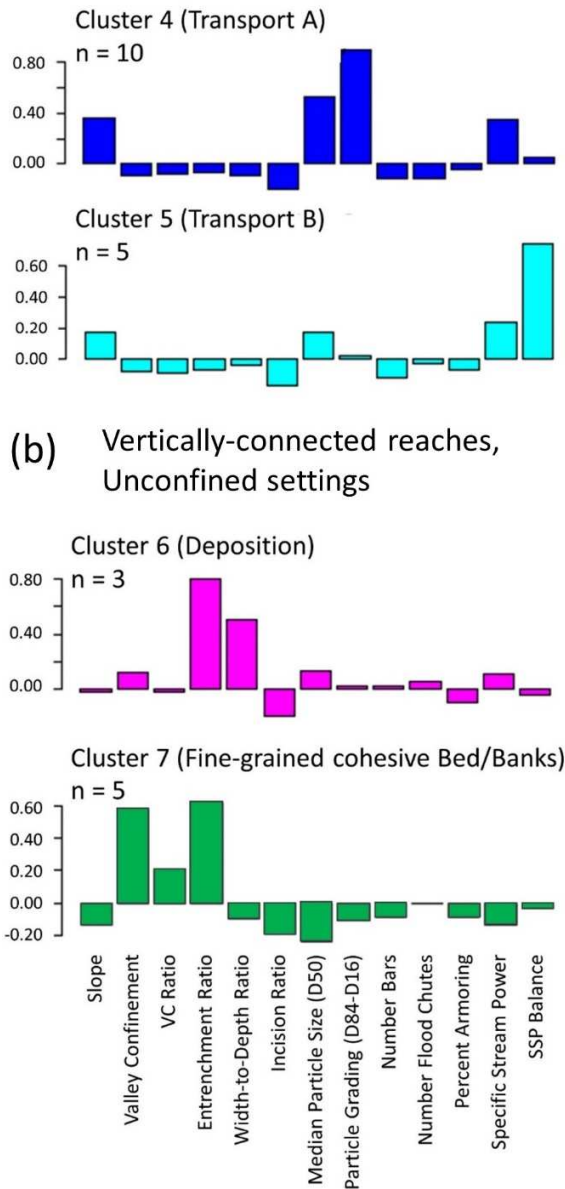 Cluster 4 (Transport A)
n = 10
0.80
0.40
0.00
Cluster 5 (Transport B)
n = 5
0.60
0.40
0.20
0.00
(b) Vertically-connected reaches,
Unconfined settings
Cluster 6 (Deposition)
n = 3
0.80
0.40
0.00
Cluster 7 (Fine-grained cohesive Bed/Banks)
n = 5
0.60
0.40
0.20
0.00
-0.20
Slope
Valley Confinement
VC Ratio
Entrenchment Ratio
Width-to-Depth Ratio
Incision Ratio
Median Particle Size (D50)
Particle Grading (D84-D16)
Number Bars
Number Flood Chutes
Percent Armoring
Specific Stream Power
SSP Balance